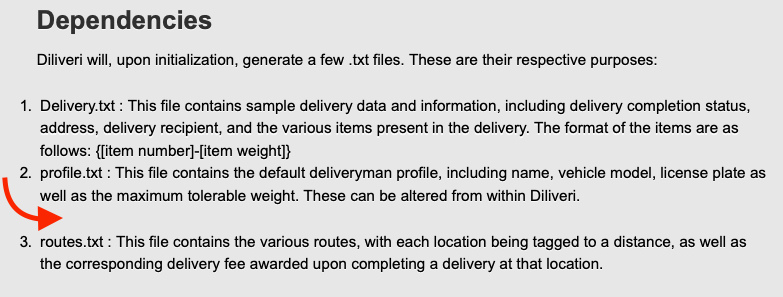 Dependencies
Diliveri will, upon initialization, generate a few .txt files. These are their respective purposes:
1. Delivery.txt : This file contains sample delivery data and information, including delivery completion status,
address, delivery recipient, and the various items present in the delivery. The format of the items are as
follows: {[item number]-[item weight]}
2. profile.txt : This file contains the default deliveryman profile, including name, vehicle model, license plate as
well as the maximum tolerable weight. These can be altered from within Diliveri.
3. routes.txt : This file contains the various routes, with each location being tagged to a distance, as well as
the corresponding delivery fee awarded upon completing a delivery at that location.